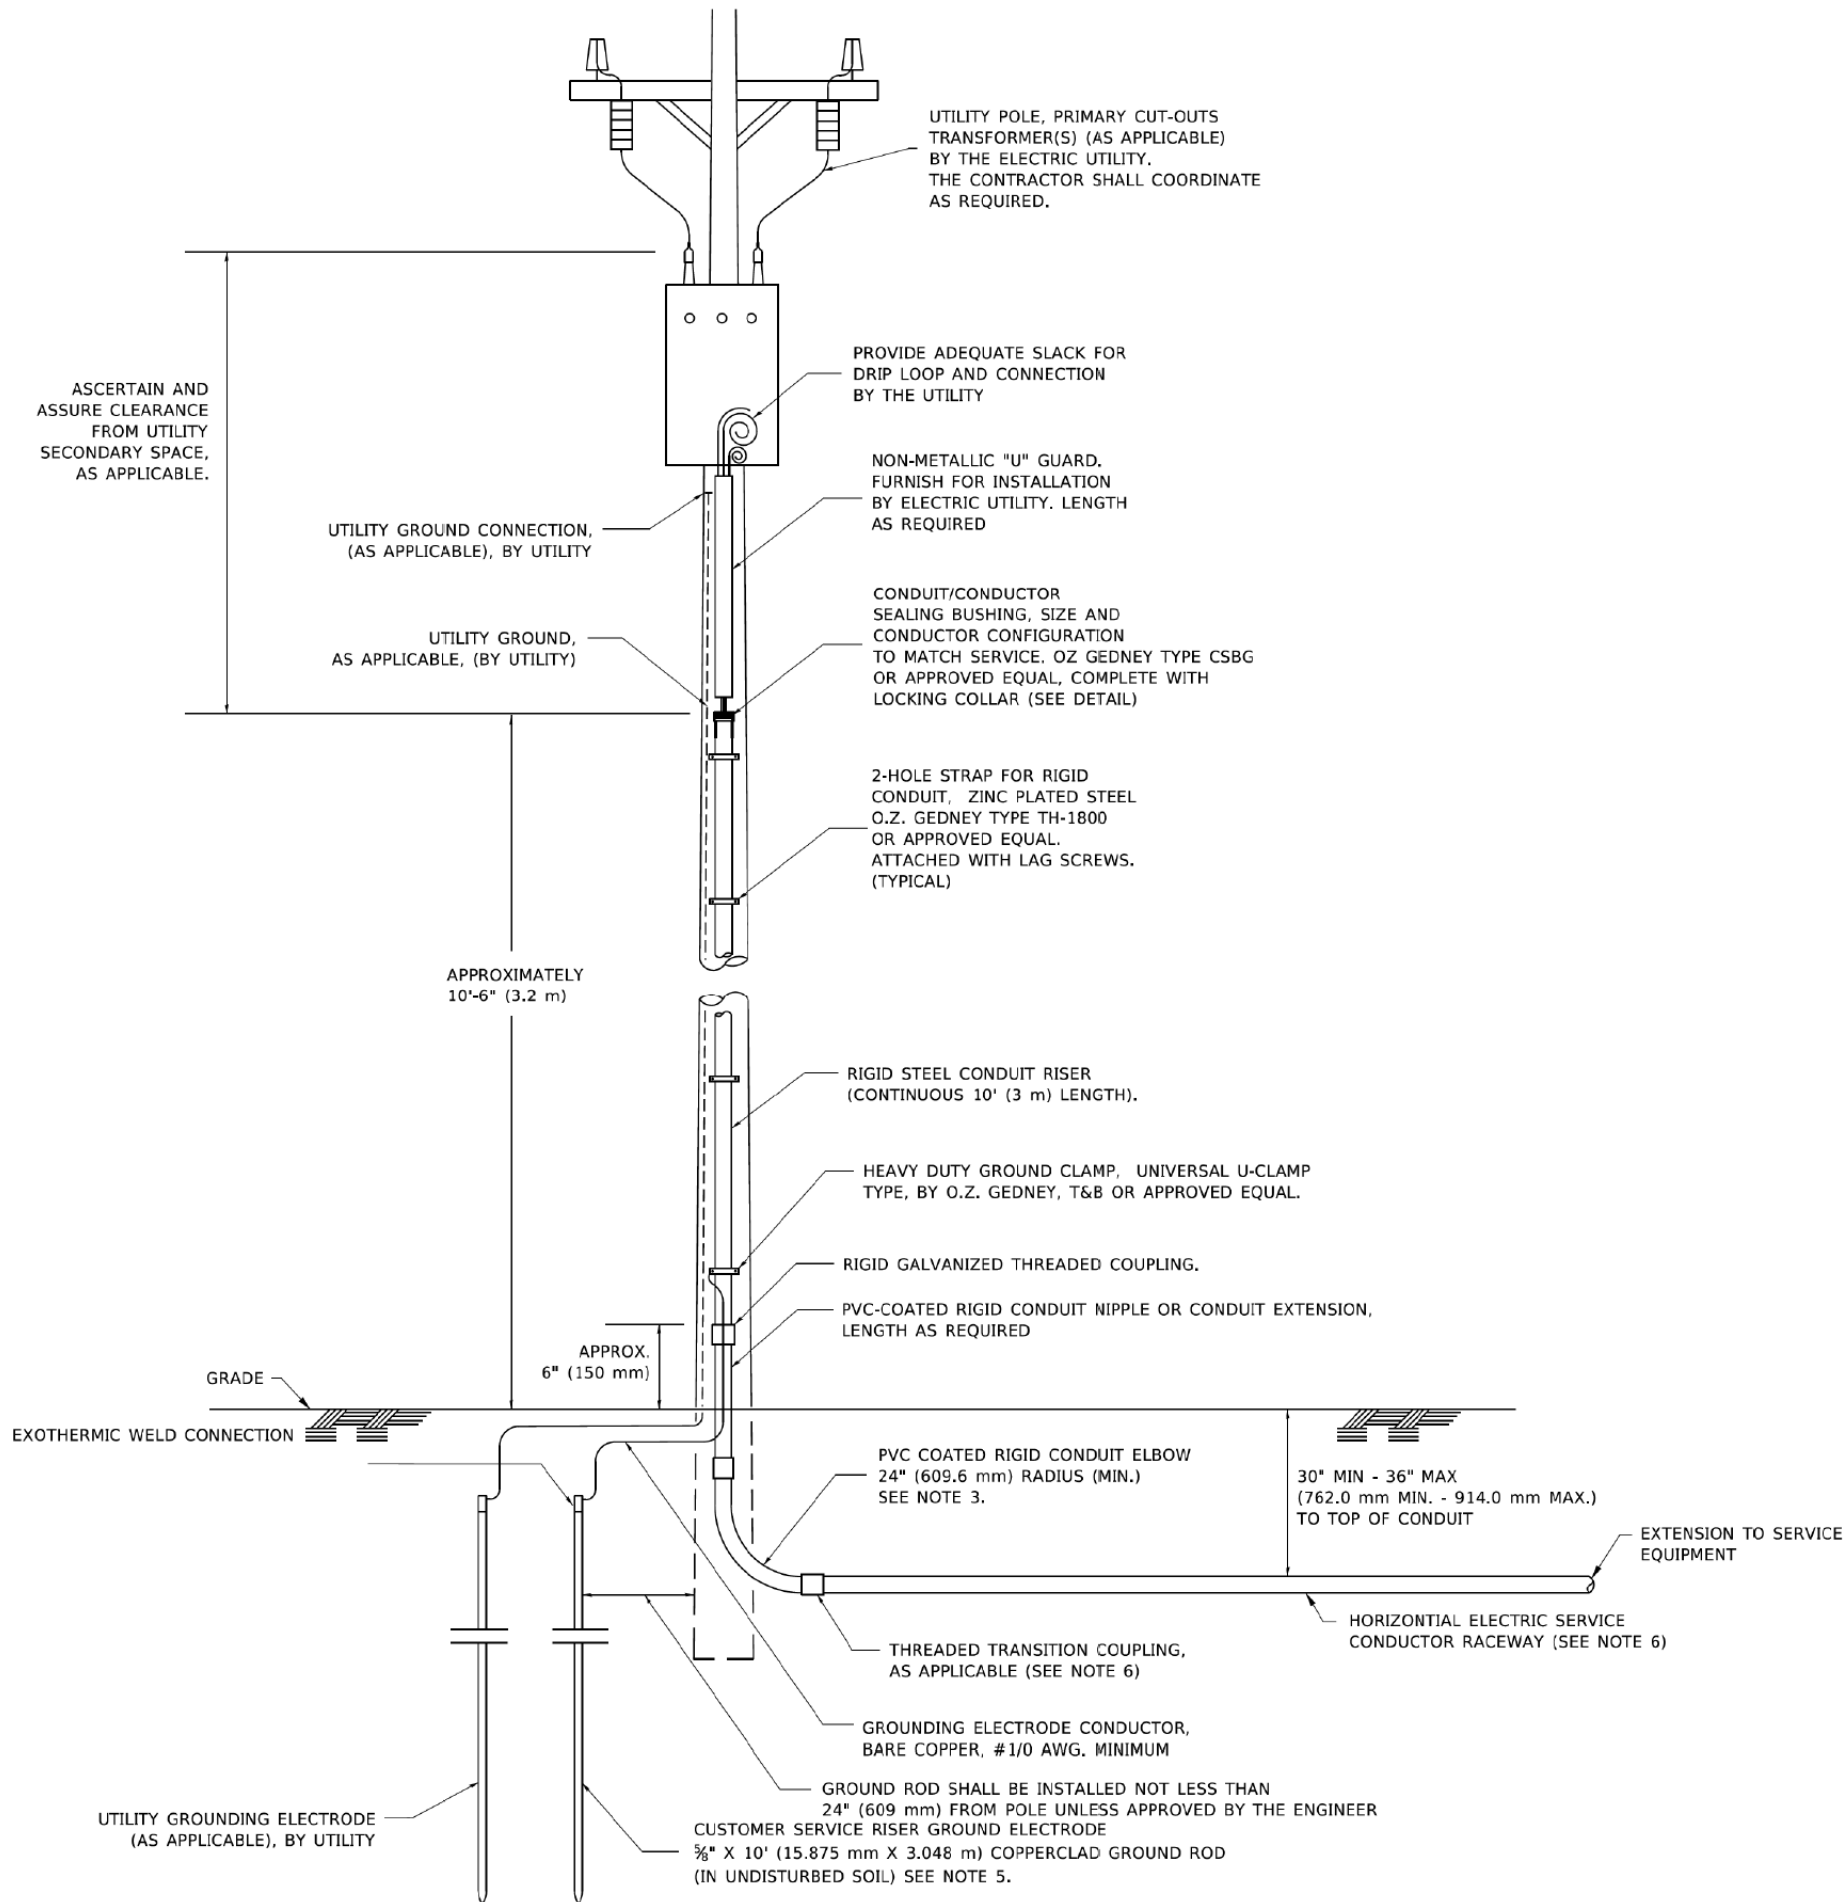 UTILITY POLE, PRIMARY CUT-OUTS
TRANSFORMER(S) (AS APPLICABLE)
BY THE ELECTRIC UTILITY.
THE CONTRACTOR SHALL COORDINATE
AS REQUIRED.
PROVIDE ADEQUATE SLACK FOR
DRIP LOOP AND CONNECTION
BY THE UTILITY
ASCERTAIN AND
ASSURE CLEARANCE
FROM UTILITY
SECONDARY SPACE,
AS APPLICABLE.
NON-METALLIC "U" GUARD.
FURNISH FOR INSTALLATION
BY ELECTRIC UTILITY. LENGTH
AS REQUIRED
UTILITY GROUND CONNECTION,
(AS APPLICABLE), BY UTILITY
CONDUIT/CONDUCTOR
SEALING BUSHING, SIZE AND
CONDUCTOR CONFIGURATION
TO MATCH SERVICE. OZ GEDNEY TYPE CSBG
OR APPROVED EQUAL, COMPLETE WITH
LOCKING COLLAR (SEE DETAIL)
UTILITY GROUND,
AS APPLICABLE, (BY UTILITY)
2-HOLE STRAP FOR RIGID
CONDUIT, ZINC PLATED STEEL
O.Z. GEDNEY TYPE TH-1800
OR APPROVED EQUAL.
ATTACHED WITH LAG SCREWS.
(TYPICAL)
APPROXIMATELY
10'-6" (3.2 m)
RIGID STEEL CONDUIT RISER
(CONTINUOUS 10' (3 m) LENGTH).
HEAVY DUTY GROUND CLAMP, UNIVERSAL U-CLAMP
TYPE, BY O.Z. GEDNEY, T&B OR APPROVED EQUAL.
RIGID GALVANIZED THREADED COUPLING.
PVC-COATED RIGID CONDUIT NIPPLE OR CONDUIT EXTENSION,
LENGTH AS REQUIRED
APPROX.
6" (150 mm)
GRADE
EXOTHERMIC WELD CONNECTION
PVC COATED RIGID CONDUIT ELBOW
24" (609.6 mm) RADIUS (MIN.)
SEE NOTE 3.
30" MIN - 36" MAX
(762.0 mm MIN. - 914.0 mm MAX.)
TO TOP OF CONDUIT
EXTENSION TO SERVICE
EQUIPMENT
HORIZONTIAL ELECTRIC SERVICE
CONDUCTOR RACEWAY (SEE NOTE 6)
THREADED TRANSITION COUPLING,
AS APPLICABLE (SEE NOTE 6)
GROUNDING ELECTRODE CONDUCTOR,
BARE COPPER, #1/0 AWG. MINIMUM
GROUND ROD SHALL BE INSTALLED NOT LESS THAN
24" (609 mm) FROM POLE UNLESS APPROVED BY THE ENGINEER
UTILITY GROUNDING ELECTRODE
(AS APPLICABLE), BY UTILITY
CUSTOMER SERVICE RISER GROUND ELECTRODE
⅝" X 10' (15.875 mm X 3.048 m) COPPERCLAD GROUND ROD
(IN UNDISTURBED SOIL) SEE NOTE 5.